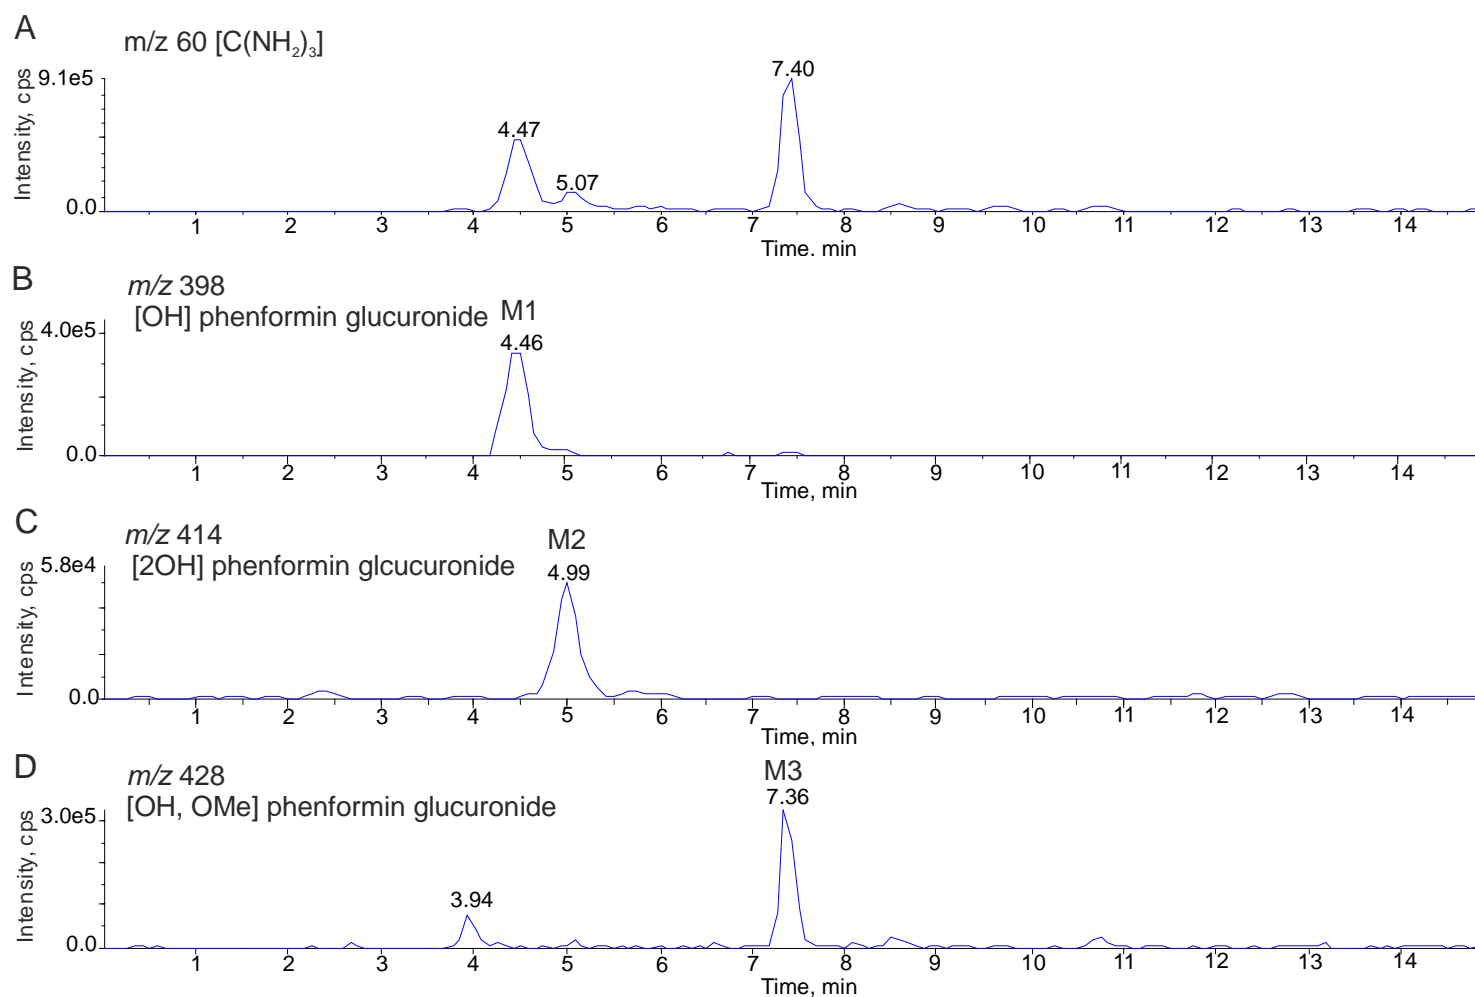 A
m/z 60 [C(NH₂)₃]
Intensity, cps
9.1e5
0.0
4.47
5.07
7.40
1 2 3 4 5 6 7 8 9 10 11 12 13 14
Time, min
B
m/z 398
[OH] phenformin glucuronide
M1
Intensity, cps
4.0e5
0.0
4.46
1 2 3 4 5 6 7 8 9 10 11 12 13 14
Time, min
C
m/z 414
[2OH] phenformin glcucuronide
M2
Intensity, cps
5.8e4
0.0
4.99
1 2 3 4 5 6 7 8 9 10 11 12 13 14
Time, min
D
m/z 428
[OH, OMe] phenformin glucuronide
M3
Intensity, cps
3.0e5
0.0
3.94
7.36
1 2 3 4 5 6 7 8 9 10 11 12 13 14
Time, min